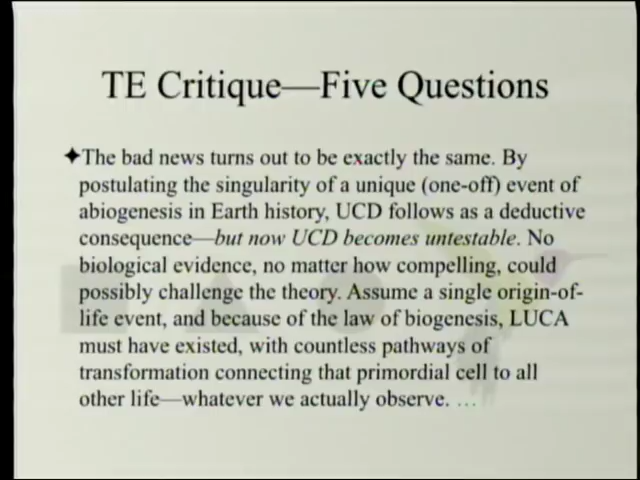 TE Critique—Five Questions
✦The bad news turns out to be exactly the same. By
postulating the singularity of a unique (one-off) event of
abiogenesis in Earth history, UCD follows as a deductive
consequence—but now UCD becomes untestable. No
biological evidence, no matter how compelling, could
possibly challenge the theory. Assume a single origin-of-
life event, and because of the law of biogenesis, LUCA
must have existed, with countless pathways of
transformation connecting that primordial cell to all
other life—whatever we actually observe. …